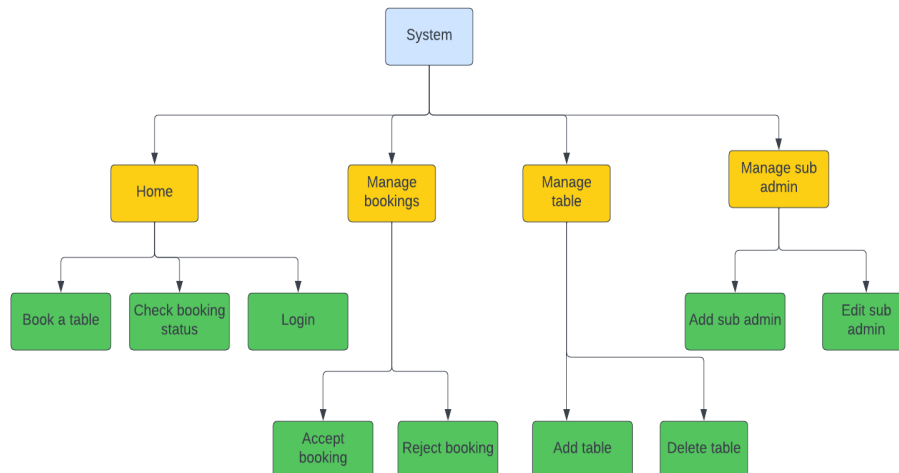 System
Home
Manage
bookings
Manage
table
Manage sub
admin
Book a table
Check booking
status
Login
Add sub admin
Edit sub
admin
Accept
booking
Reject booking
Add table
Delete table